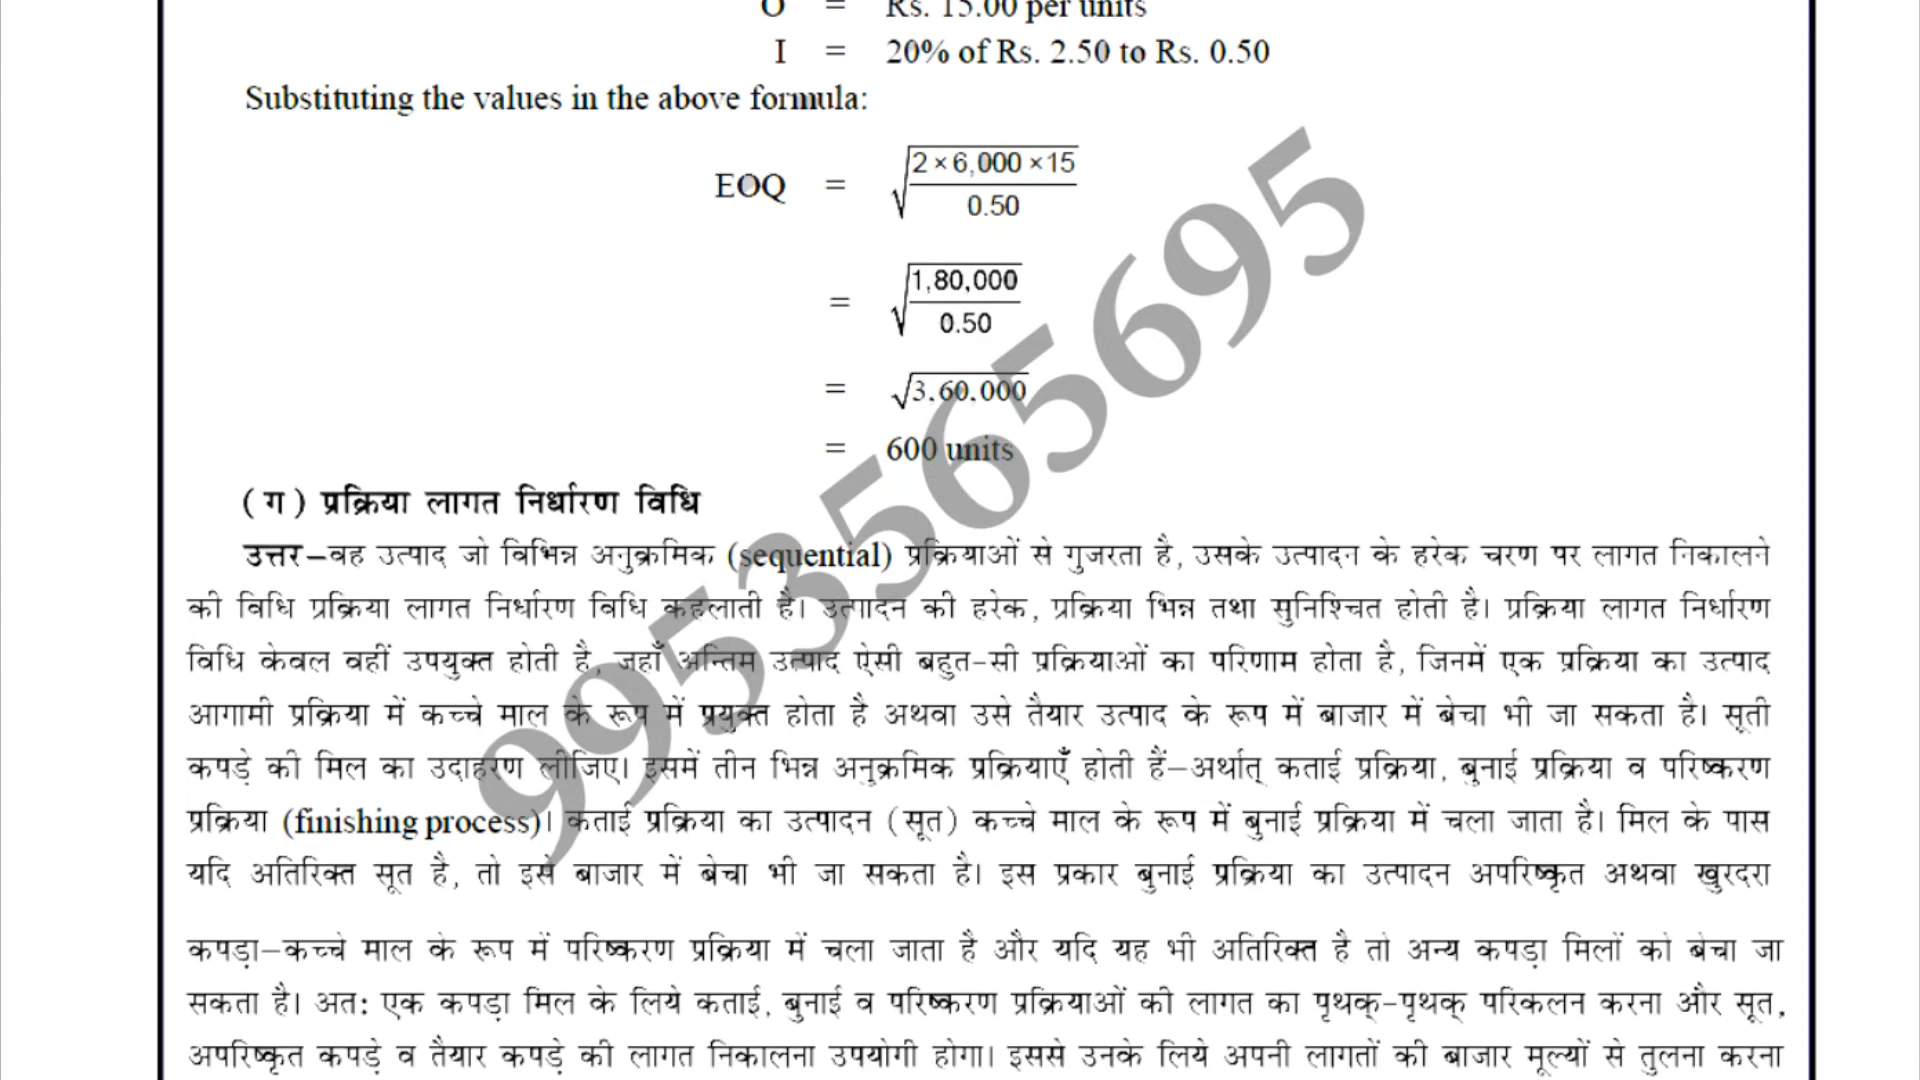 O = Rs. 15.00 per units
I = 20% of Rs. 2.50 to Rs. 0.50
Substituting the values in the above formula:
EOQ = √(2 × 6,000 × 15 / 0.50)
= √(1,80,000 / 0.50)
= √3,60,000
= 600 units
(ग) प्रक्रिया लागत निर्धारण विधि
उत्तर–वह उत्पाद जो विभिन्न अनुक्रमिक (sequential) प्रक्रियाओं से गुजरता है, उसके उत्पादन के हरेक चरण पर लागत निकालने
की विधि प्रक्रिया लागत निर्धारण विधि कहलाती है। उत्पादन की हरेक, प्रक्रिया भिन्न तथा सुनिश्चित होती है। प्रक्रिया लागत निर्धारण
विधि केवल वहीं उपयुक्त होती है, जहाँ अन्तिम उत्पाद ऐसी बहुत-सी प्रक्रियाओं का परिणाम होता है, जिनमें एक प्रक्रिया का उत्पाद
आगामी प्रक्रिया में कच्चे माल के रूप में प्रयुक्त होता है अथवा उसे तैयार उत्पाद के रूप में बाजार में बेचा भी जा सकता है। सूती
कपड़े की मिल का उदाहरण लीजिए। इसमें तीन भिन्न अनुक्रमिक प्रक्रियाएँ होती हैं–अर्थात् कताई प्रक्रिया, बुनाई प्रक्रिया व परिष्करण
प्रक्रिया (finishing process)। कताई प्रक्रिया का उत्पादन (सूत) कच्चे माल के रूप में बुनाई प्रक्रिया में चला जाता है। मिल के पास
यदि अतिरिक्त सूत है, तो इसे बाजार में बेचा भी जा सकता है। इस प्रकार बुनाई प्रक्रिया का उत्पादन अपरिष्कृत अथवा खुरदरा
कपड़ा–कच्चे माल के रूप में परिष्करण प्रक्रिया में चला जाता है और यदि यह भी अतिरिक्त है तो अन्य कपड़ा मिलों को बेचा जा
सकता है। अतः एक कपड़ा मिल के लिये कताई, बुनाई व परिष्करण प्रक्रियाओं की लागत का पृथक्-पृथक् परिकलन करना और सूत,
अपरिष्कृत कपड़े व तैयार कपड़े की लागत निकालना उपयोगी होगा। इससे उनके लिये अपनी लागतों की बाजार मूल्यों से तुलना करना
9953565695